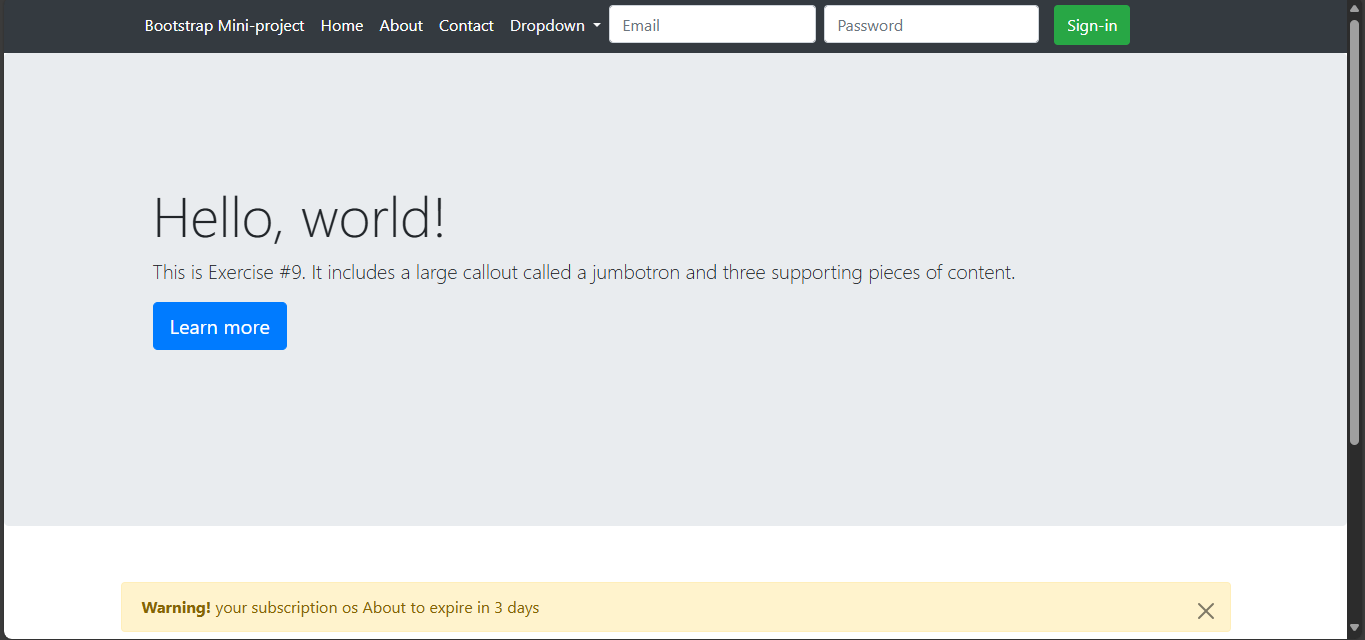 Bootstrap Mini-project Home About Contact Dropdown Email Password Sign-in
Hello, world!
This is Exercise #9. It includes a large callout called a jumbotron and three supporting pieces of content.
Learn more
Warning! your subscription os About to expire in 3 days